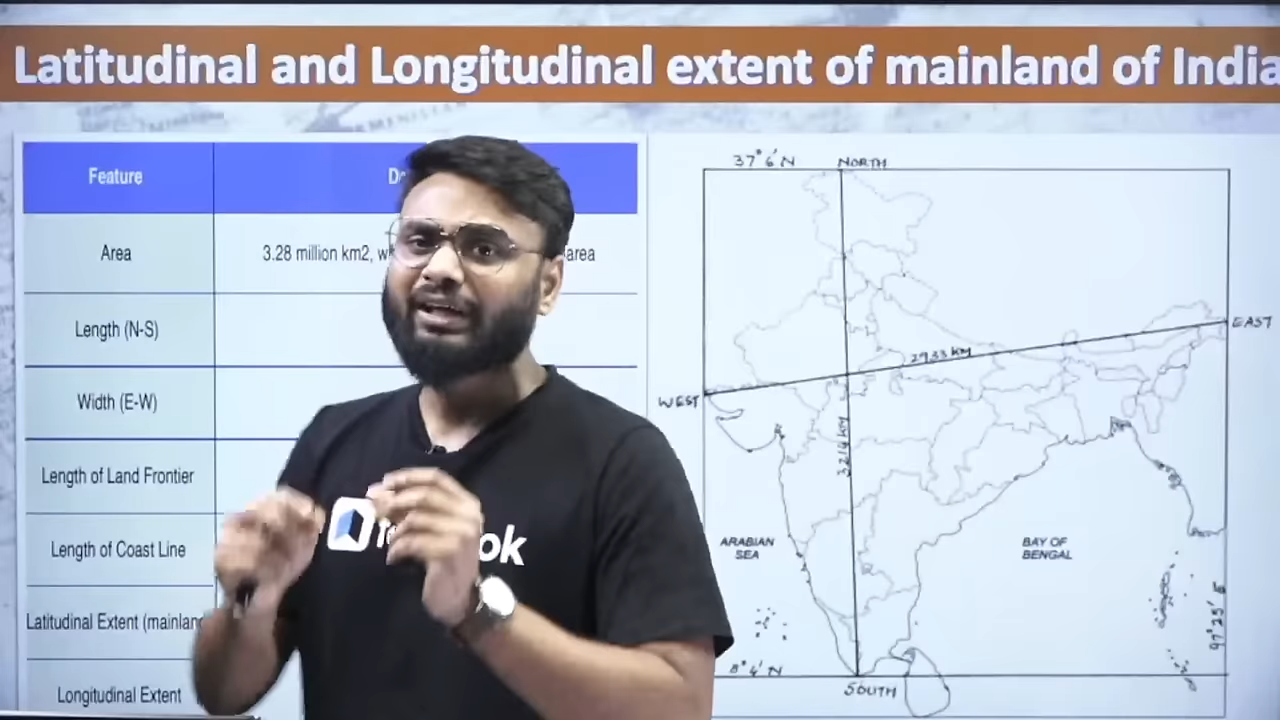 Latitudinal and Longitudinal extent of mainland of India
Feature
Area
3.28 million km2,
area
Length (N-S)
Width (E-W)
Length of Land Frontier
Length of Coast Line
Latitudinal Extent (mainland
Longitudinal Extent
ok
37°6'N
NORTH
EAST
2933 KM
WEST
3214 KM
ARABIAN
SEA
BAY OF
BENGAL
97°25'E
8°4'N
SOUTH